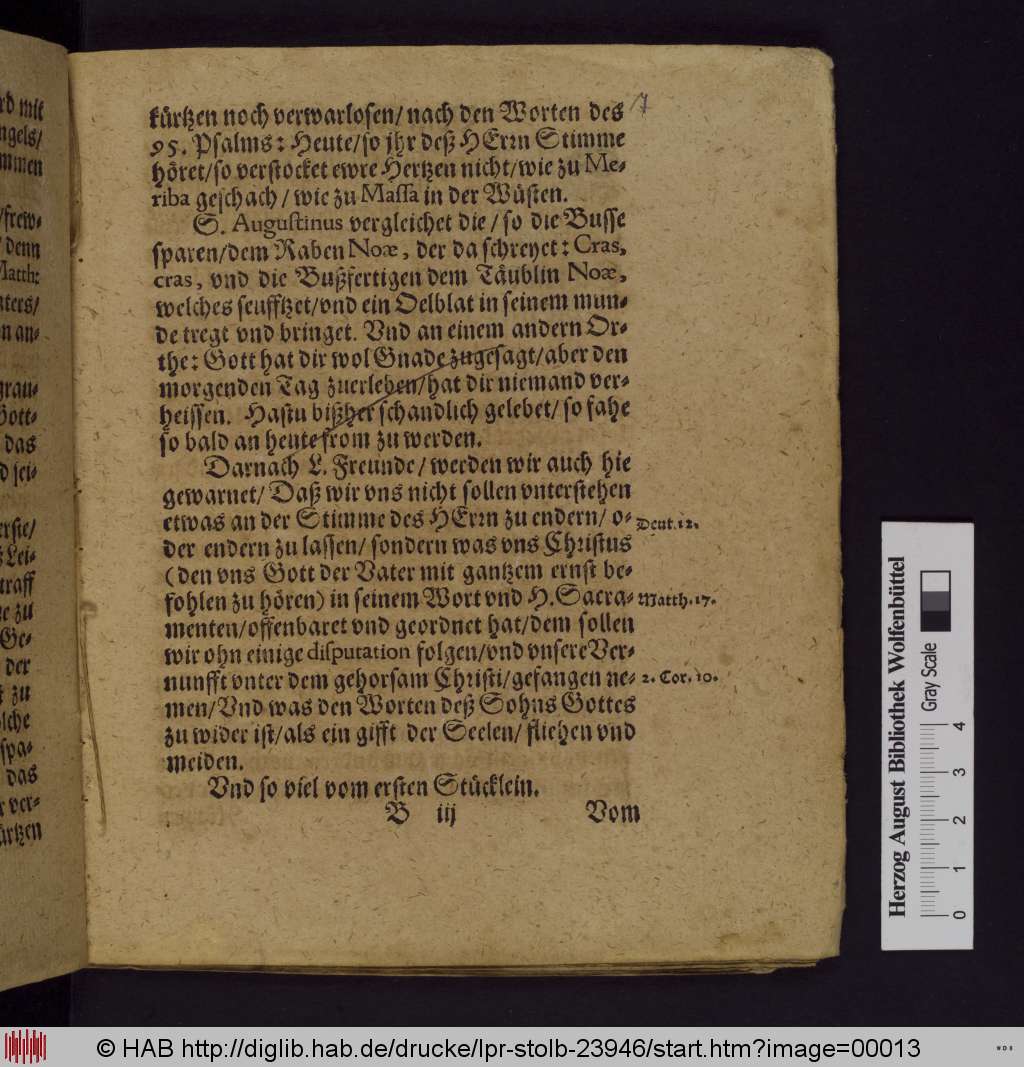 kürtzen noch verwarlosen/ nach den Worten des
95. Psalms: Heute/ so jhr deß HErrn Stimme
höret/ so verstocket ewre Hertzen nicht/ wie zu Me-
riba geschach/ wie zu Massa in der Wüsten.
S. Augustinus vergleichet die/ so die Busse
sparen/ dem Raben Noæ, der da schreyet: Cras,
cras, vnd die Bußfertigen dem Täublin Noæ,
welches seufftzet/ vnd ein Oelblat in seinem mun-
de tregt vnd bringet. Vnd an einem andern Or-
the: Gott hat dir wol Gnade zugesagt/ aber den
morgenden Tag zuerleben/ hat dir niemand ver-
heissen. Hastu bißher schandlich gelebet/ so fahe
so bald an heute from zu werden.
Darnach L. Freunde/ werden wir auch hie
gewarnet/ Daß wir vns nicht sollen vnterstehen
etwas an der Stimme des HErrn zu endern/ o- Deut. 12.
der endern zu lassen/ sondern was vns Christus
(den vns Gott der Vater mit gantzem ernst be-
fohlen zu hören) in seinem Wort vnd H. Sacra- Matth. 17.
menten/ offenbaret vnd geordnet hat/ dem sollen
wir ohn einige disputation folgen/ vnd vnsere Ver-
nunfft vnter dem gehorsam Christi/ gefangen ne- 2. Cor. 10.
men/ Vnd was den Worten deß Sohns Gottes
zu wider ist/ als ein gifft der Seelen/ fliehen vnd
meiden.
Vnd so viel vom ersten Stücklein.
B iij Vom
Herzog August Bibliothek Wolfenbüttel
Gray Scale
0 1 2 3 4
© HAB http://diglib.hab.de/drucke/lpr-stolb-23946/start.htm?image=00013